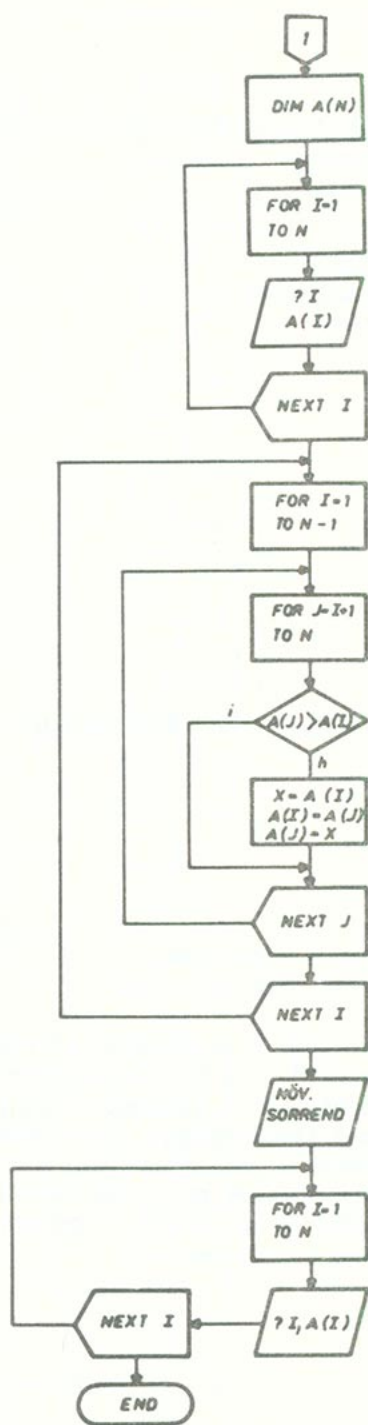 1
DIM A(N)
FOR I=1
TO N
? I
A(I)
NEXT I
FOR I=1
TO N-1
FOR J=I+1
TO N
i
A(J)>A(I)
h
X=A(I)
A(I)=A(J)
A(J)=X
NEXT J
NEXT I
NÖV.
SORREND
FOR I=1
TO N
NEXT I
? I, A(I)
END